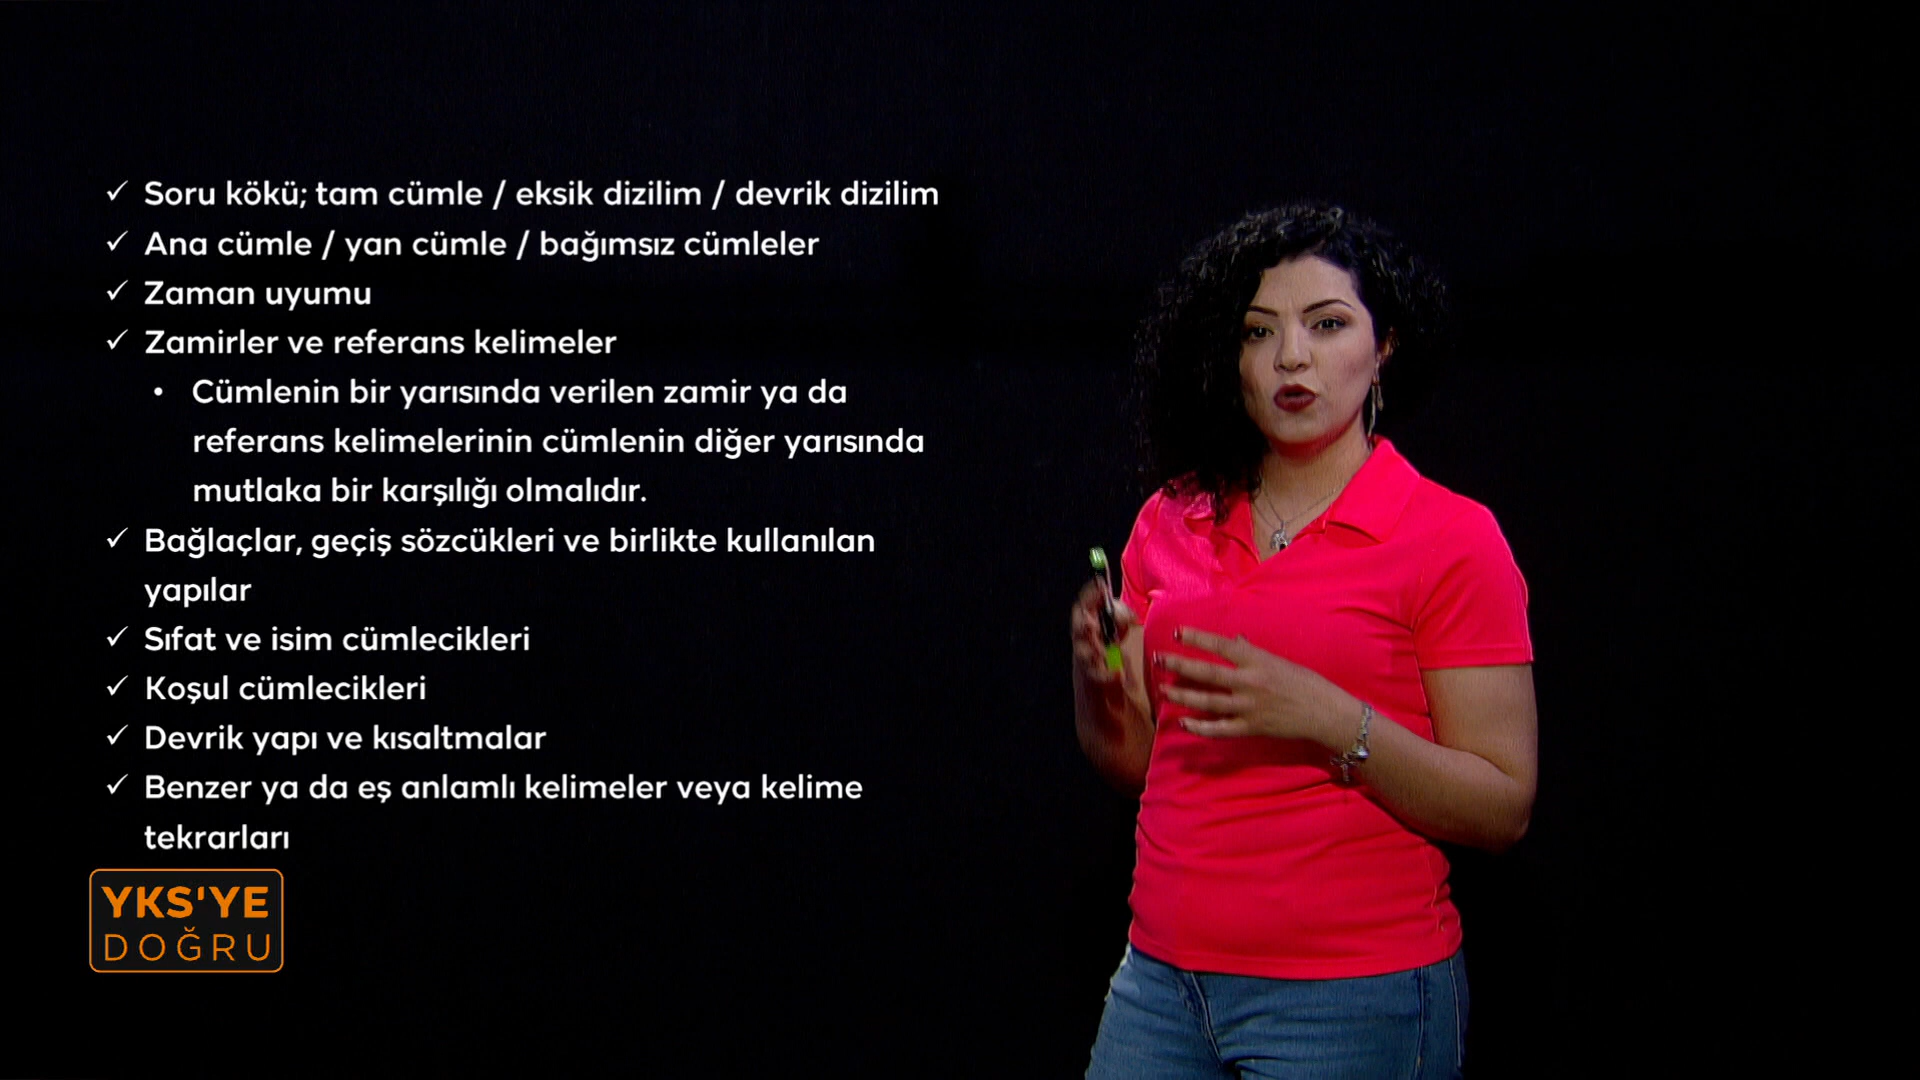 ✓ Soru kökü; tam cümle / eksik dizilim / devrik dizilim
✓ Ana cümle / yan cümle / bağımsız cümleler
✓ Zaman uyumu
✓ Zamirler ve referans kelimeler
• Cümlenin bir yarısında verilen zamir ya da
referans kelimelerinin cümlenin diğer yarısında
mutlaka bir karşılığı olmalıdır.
✓ Bağlaçlar, geçiş sözcükleri ve birlikte kullanılan
yapılar
✓ Sıfat ve isim cümlecikleri
✓ Koşul cümlecikleri
✓ Devrik yapı ve kısaltmalar
✓ Benzer ya da eş anlamlı kelimeler veya kelime
tekrarları
YKS'YE
DOĞRU